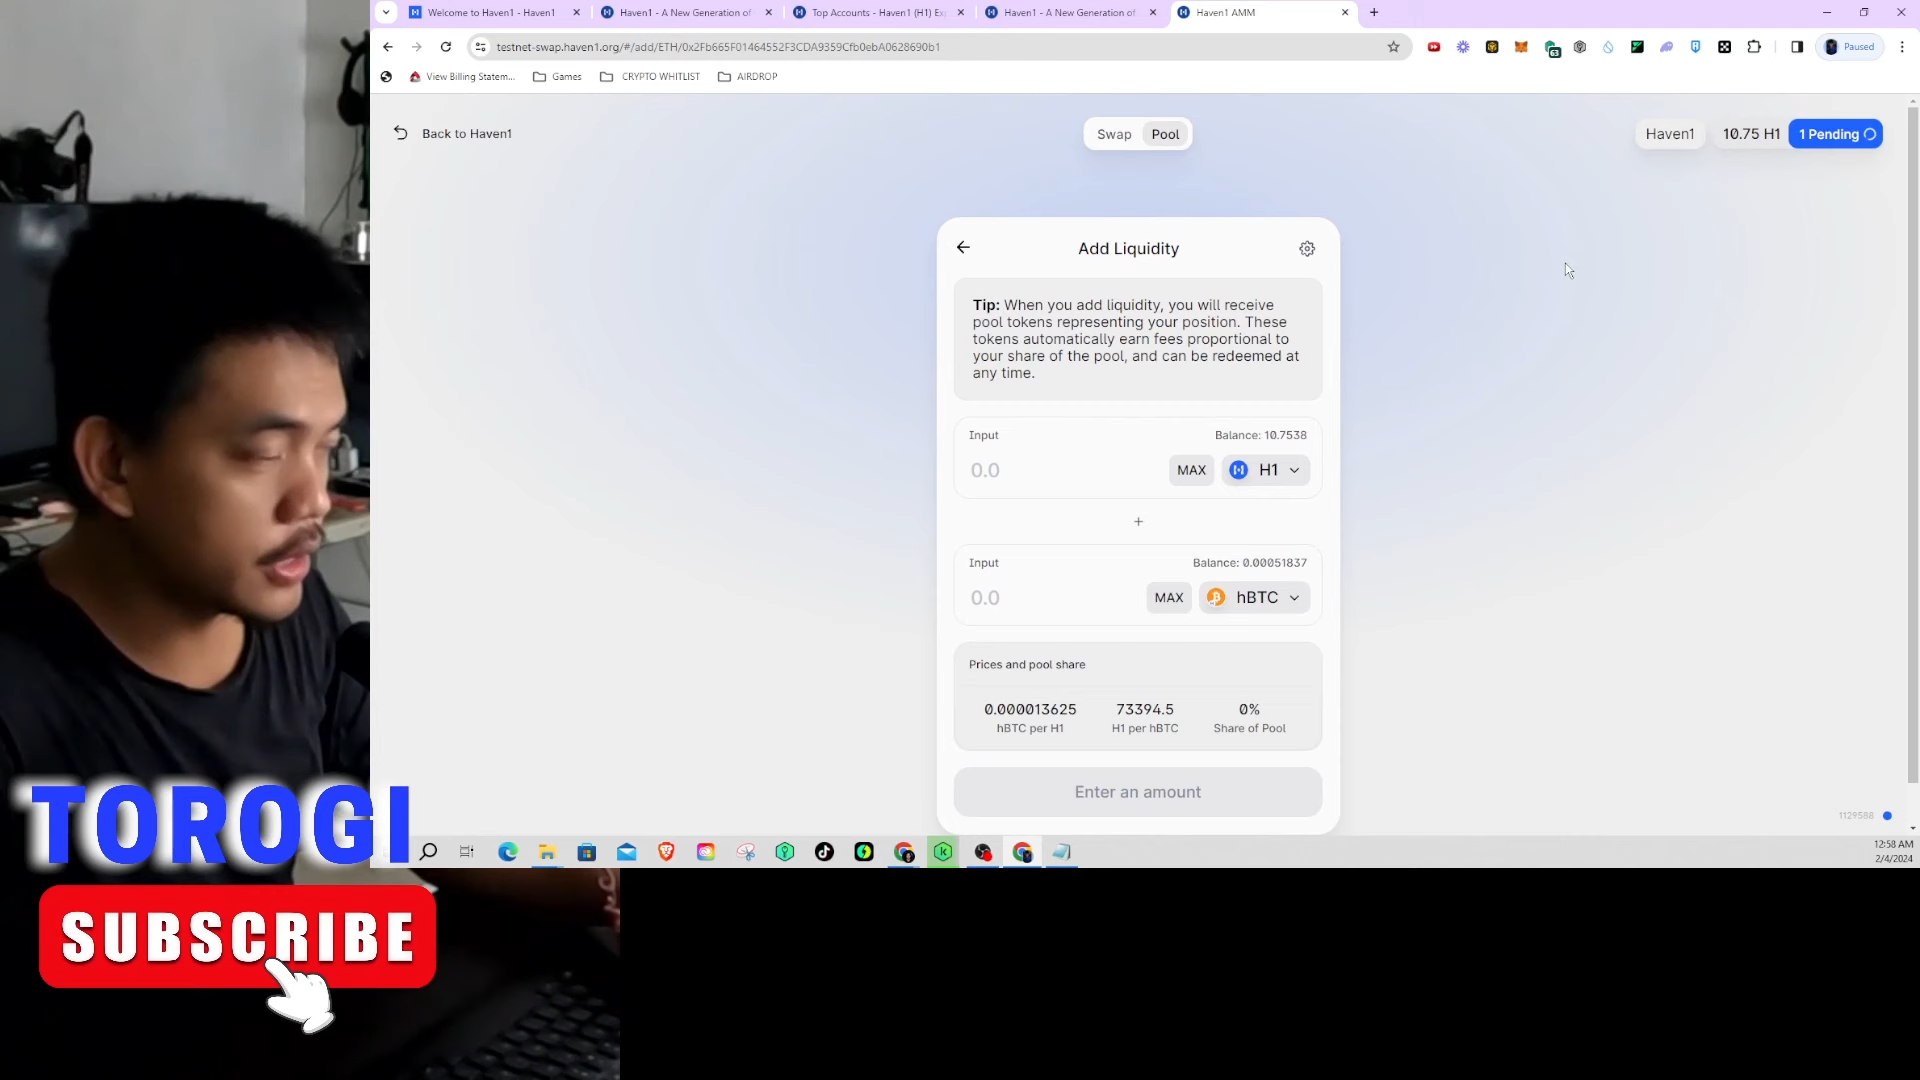 Welcome to Haven1 - Haven1
Haven1 - A New Generation of
Top Accounts - Haven1 (H1) Ex
Haven1 - A New Generation of
Haven1 AMM
testnet-swap.haven1.org/#/add/ETH/0x2Fb665F01464552F3CDA9359Cfb0ebA0628690b1
63
Paused
View Billing Statem...
Games
CRYPTO WHITLIST
AIRDROP
Back to Haven1
Swap
Pool
Haven1
10.75 H1
1 Pending
Add Liquidity
Tip: When you add liquidity, you will receive
pool tokens representing your position. These
tokens automatically earn fees proportional to
your share of the pool, and can be redeemed at
any time.
Input
Balance: 10.7538
0.0
MAX
H1
+
Input
Balance: 0.00051837
0.0
MAX
hBTC
Prices and pool share
0.000013625
73394.5
0%
hBTC per H1
H1 per hBTC
Share of Pool
Enter an amount
1129588
12:58 AM
2/4/2024
TOROGI
SUBSCRIBE